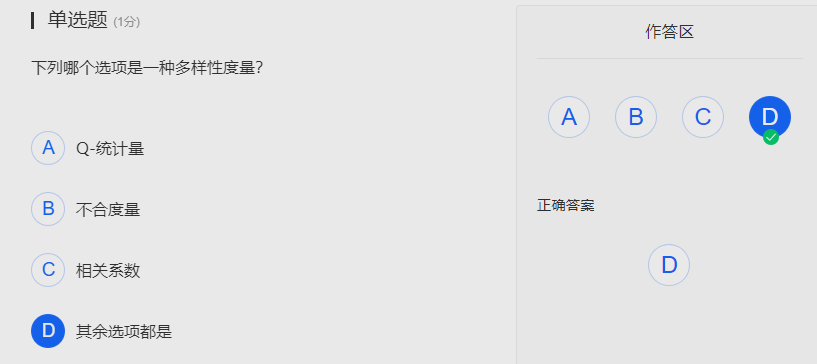 单选题 (1分)
下列哪个选项是一种多样性度量?
A Q-统计量
B 不合度量
C 相关系数
D 其余选项都是
作答区
A B C D
正确答案
D